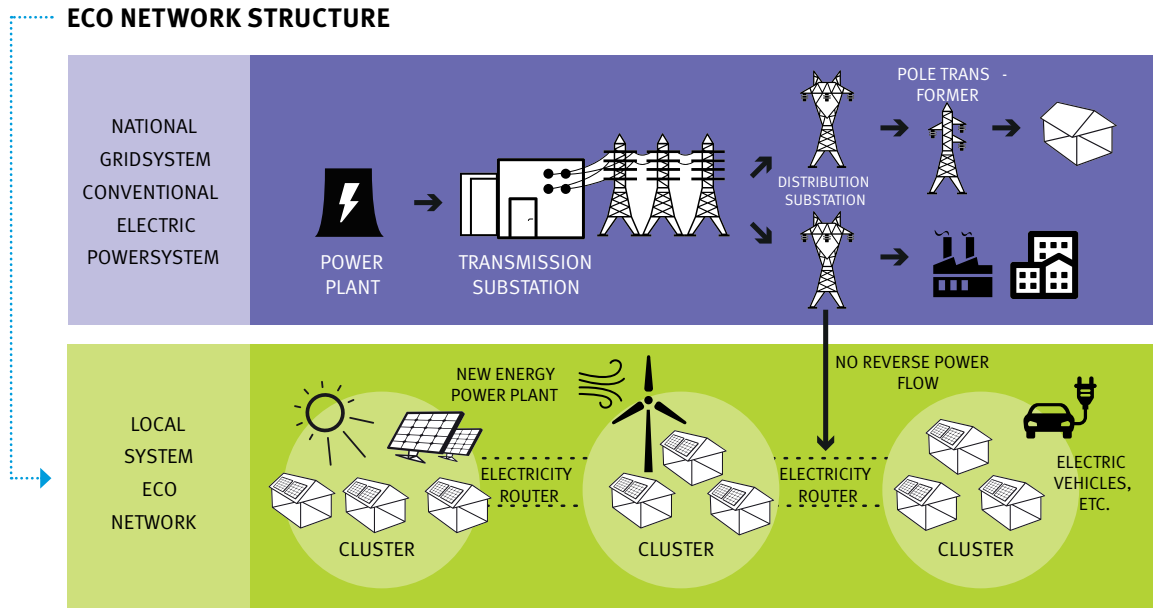 ECO NETWORK STRUCTURE
NATIONAL
GRIDSYSTEM
CONVENTIONAL
ELECTRIC
POWERSYSTEM
POWER
PLANT
TRANSMISSION
SUBSTATION
DISTRIBUTION
SUBSTATION
POLE TRANS -
FORMER
LOCAL
SYSTEM
ECO
NETWORK
NEW ENERGY
POWER PLANT
NO REVERSE POWER
FLOW
ELECTRICITY
ROUTER
ELECTRICITY
ROUTER
ELECTRIC
VEHICLES,
ETC.
CLUSTER
CLUSTER
CLUSTER